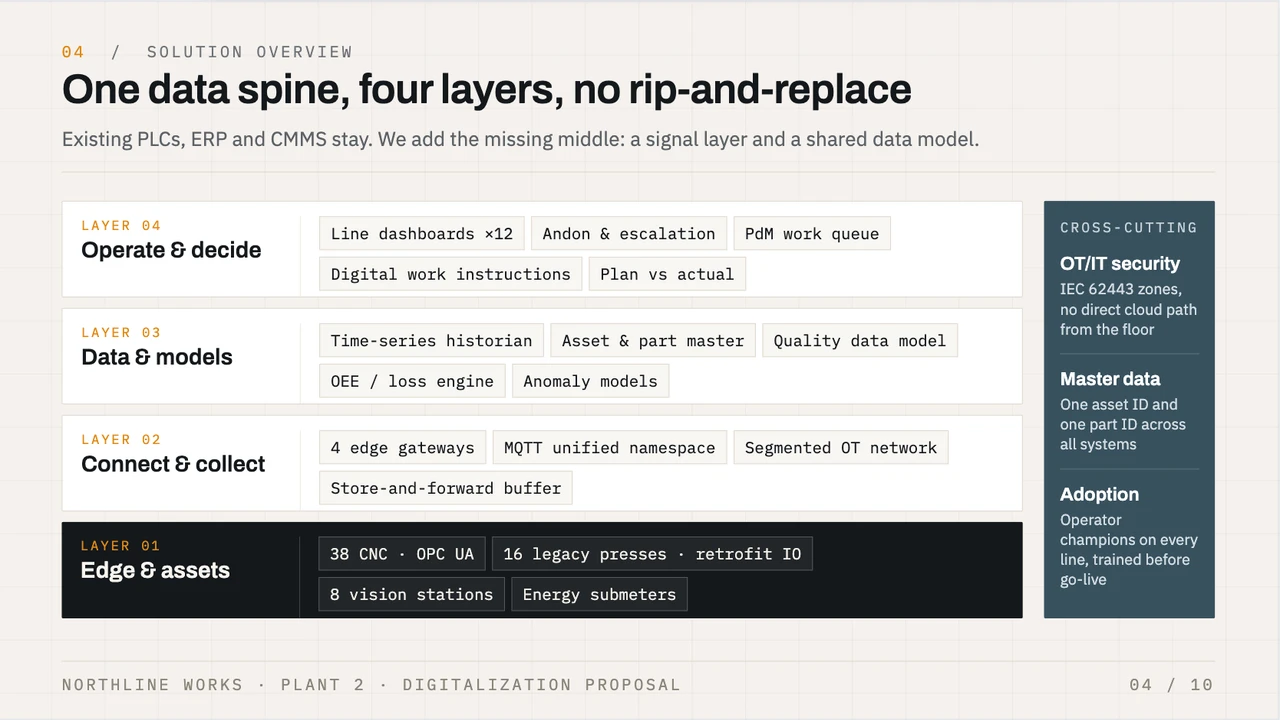 04 / SOLUTION OVERVIEW
One data spine, four layers, no rip-and-replace
Existing PLCs, ERP and CMMS stay. We add the missing middle: a signal layer and a shared data model.
LAYER 04
Operate & decide
Line dashboards ×12
Andon & escalation
PdM work queue
Digital work instructions
Plan vs actual
LAYER 03
Data & models
Time-series historian
Asset & part master
Quality data model
OEE / loss engine
Anomaly models
LAYER 02
Connect & collect
4 edge gateways
MQTT unified namespace
Segmented OT network
Store-and-forward buffer
LAYER 01
Edge & assets
38 CNC · OPC UA
16 legacy presses · retrofit IO
8 vision stations
Energy submeters
CROSS-CUTTING
OT/IT security
IEC 62443 zones,
no direct cloud path
from the floor
Master data
One asset ID and
one part ID across
all systems
Adoption
Operator
champions on every
line, trained before
go-live
NORTHLINE WORKS · PLANT 2 · DIGITALIZATION PROPOSAL
04 / 10